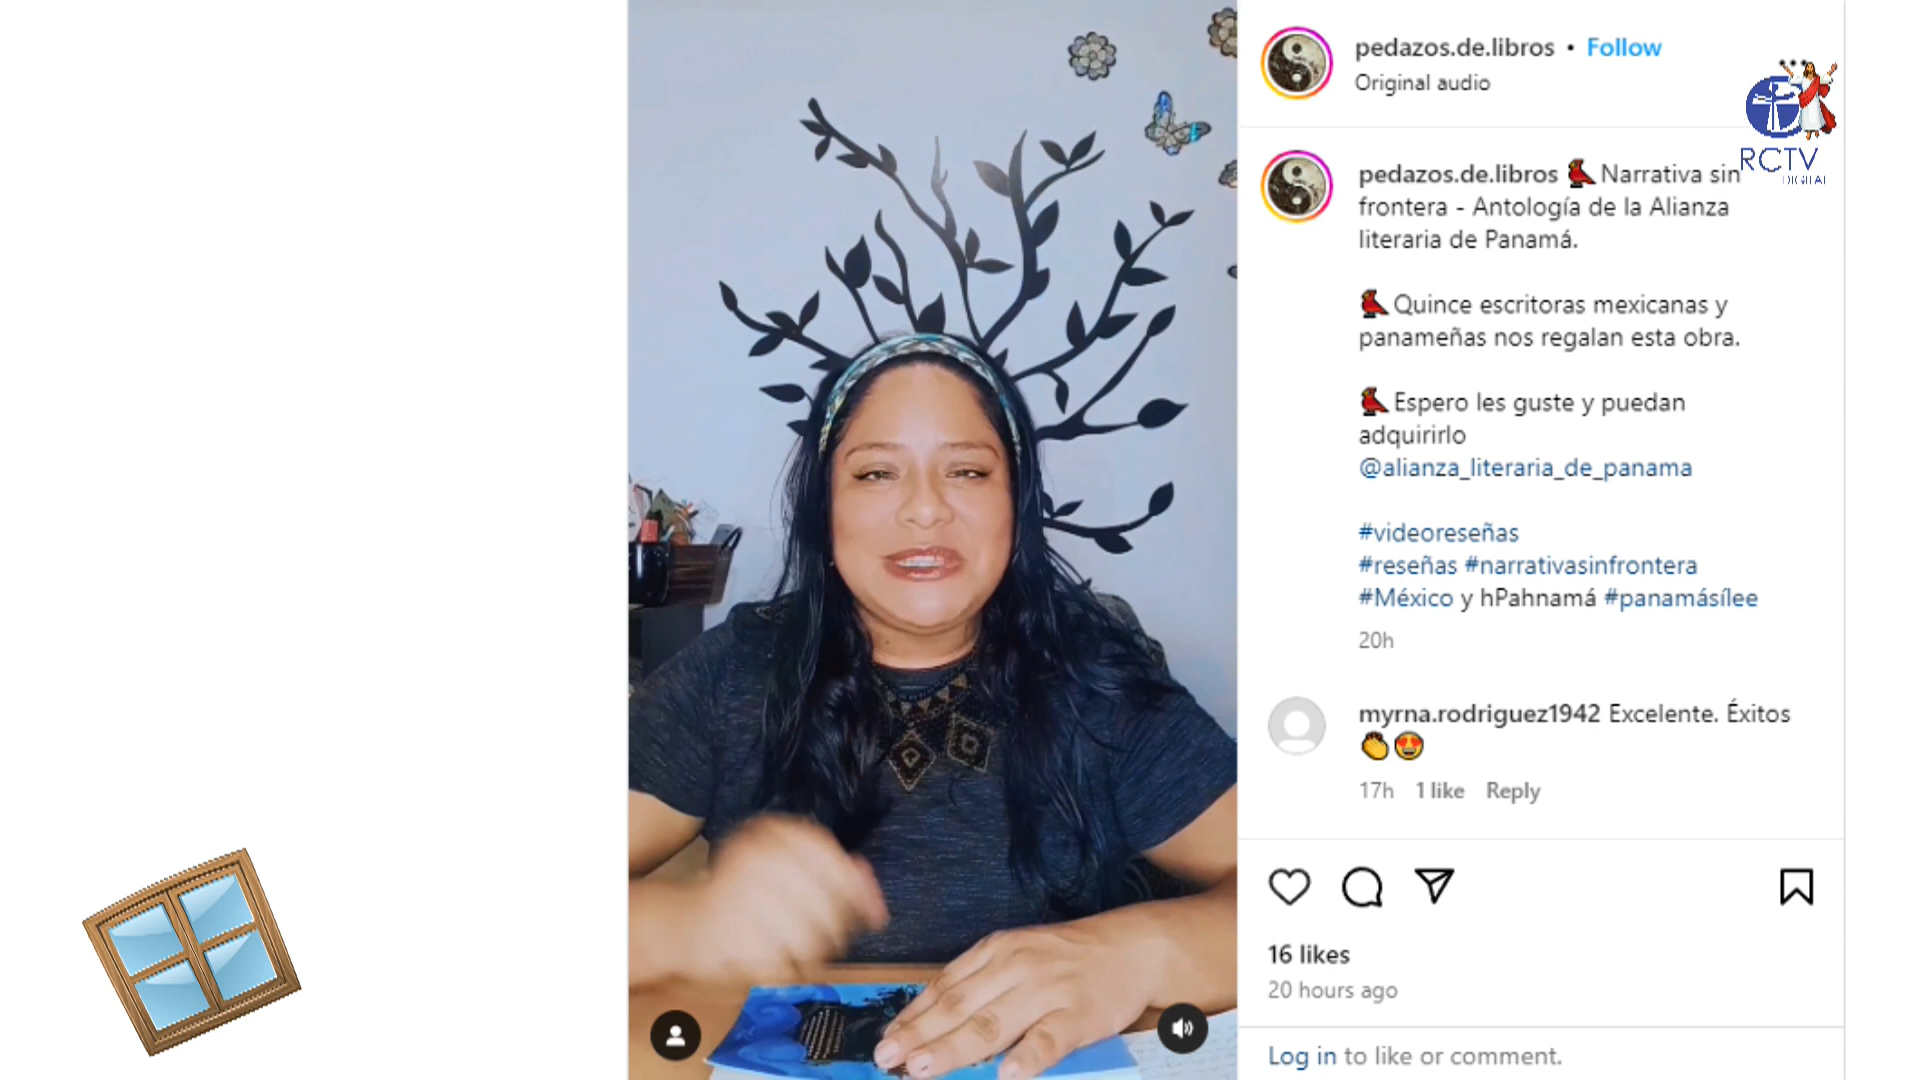 pedazos.de.libros • Follow
Original audio
RCTV
DIGITAL
pedazos.de.libros Narrativa sin
frontera - Antología de la Alianza
literaria de Panamá.
Quince escritoras mexicanas y
panameñas nos regalan esta obra.
Espero les guste y puedan
adquirirlo
@alianza_literaria_de_panama
#videoreseñas
#reseñas #narrativasinfrontera
#México y hPahnamá #panamásílee
20h
myrna.rodriguez1942 Excelente. Éxitos
👏😍
17h 1 like Reply
16 likes
20 hours ago
Log in to like or comment.